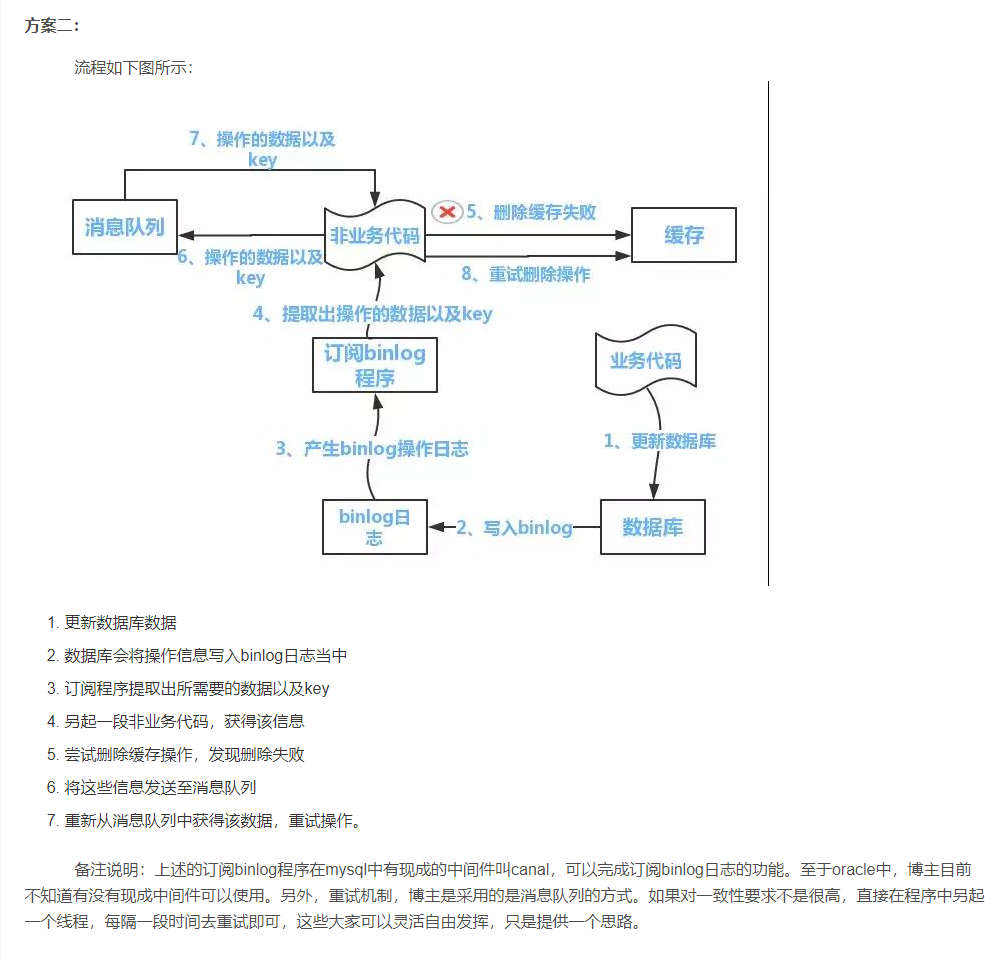 方案二：
流程如下图所示：
7、操作的数据以及
key
消息队列
非业务代码
5、删除缓存失败
缓存
6、操作的数据以及
key
8、重试删除操作
4、提取出操作的数据以及key
订阅binlog
程序
业务代码
3、产生binlog操作日志
1、更新数据库
binlog日
志
2、写入binlog
数据库
1. 更新数据库数据
2. 数据库会将操作信息写入binlog日志当中
3. 订阅程序提取出所需要的数据以及key
4. 另起一段非业务代码，获得该信息
5. 尝试删除缓存操作，发现删除失败
6. 将这些信息发送至消息队列
7. 重新从消息队列中获得该数据，重试操作。
备注说明：上述的订阅binlog程序在mysql中有现成的中间件叫canal，可以完成订阅binlog日志的功能。至于oracle中，博主目前
不知道有没有现成中间件可以使用。另外，重试机制，博主是采用的是消息队列的方式。如果对一致性要求不是很高，直接在程序中另起
一个线程，每隔一段时间去重试即可，这些大家可以灵活自由发挥，只是提供一个思路。